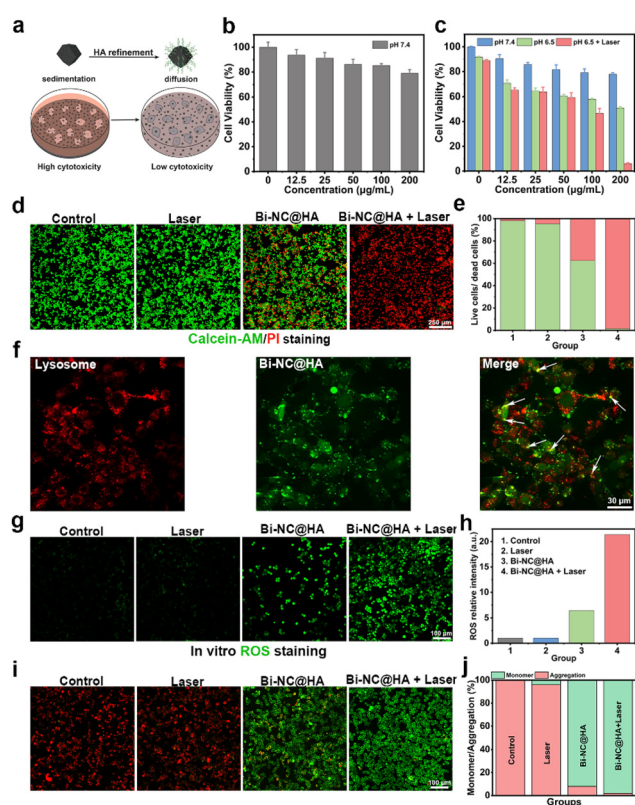 a
HA refinement
sedimentation
diffusion
High cytotoxicity
Low cytotoxicity
b
Cell Viability (%)
120
100
80
60
40
20
0
pH 7.4
0 12.5 25 50 100 200
Concentration (µg/mL)
c
Cell Viability (%)
120
100
80
60
40
20
0
pH 7.4 pH 6.5 pH 6.5 + Laser
0 12.5 25 50 100 200
Concentration (µg/mL)
d
Control Laser Bi-NC@HA Bi-NC@HA + Laser
250 µm
Calcein-AM/PI staining
e
Live cells/ dead cells (%)
100
80
60
40
20
0
1 2 3 4
Group
f
Lysosome
Bi-NC@HA
Merge
30 µm
g
Control Laser Bi-NC@HA Bi-NC@HA + Laser
100 µm
In vitro ROS staining
h
ROS relative intensity (a.u.)
25
20
15
10
5
0
1. Control
2. Laser
3. Bi-NC@HA
4. Bi-NC@HA + Laser
1 2 3 4
Group
i
Control Laser Bi-NC@HA Bi-NC@HA + Laser
100 µm
j
Monomer/Aggregation (%)
Monomer Aggregation
100
80
60
40
20
0
Control
Laser
Bi-NC@HA
Bi-NC@HA+Laser
Groups